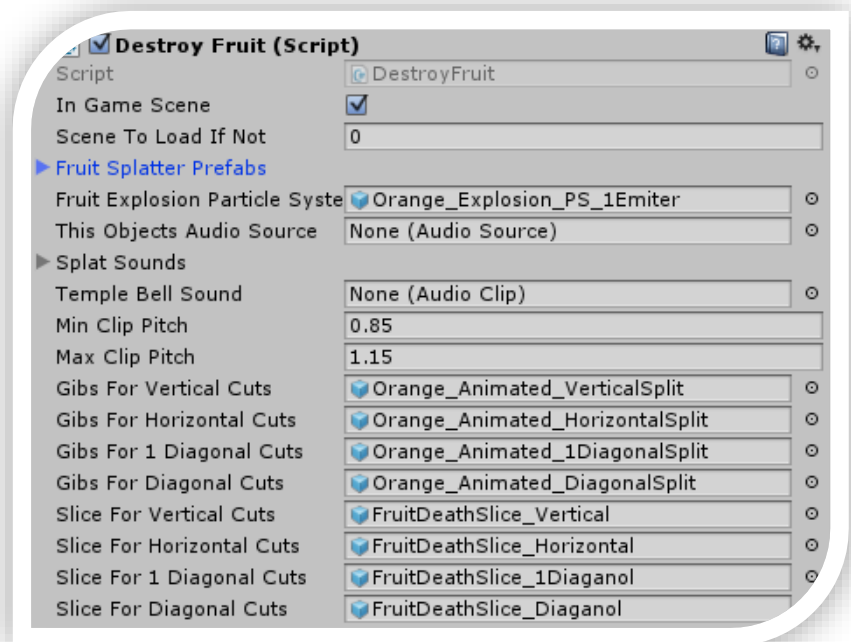 Destroy Fruit (Script)
Script DestroyFruit
In Game Scene
Scene To Load If Not 0
Fruit Splatter Prefabs
Fruit Explosion Particle Syste Orange_Explosion_PS_1Emiter
This Objects Audio Source None (Audio Source)
Splat Sounds
Temple Bell Sound None (Audio Clip)
Min Clip Pitch 0.85
Max Clip Pitch 1.15
Gibs For Vertical Cuts Orange_Animated_VerticalSplit
Gibs For Horizontal Cuts Orange_Animated_HorizontalSplit
Gibs For 1 Diagonal Cuts Orange_Animated_1DiagonalSplit
Gibs For Diagonal Cuts Orange_Animated_DiagonalSplit
Slice For Vertical Cuts FruitDeathSlice_Vertical
Slice For Horizontal Cuts FruitDeathSlice_Horizontal
Slice For 1 Diagonal Cuts FruitDeathSlice_1Diaganol
Slice For Diagonal Cuts FruitDeathSlice_Diaganol